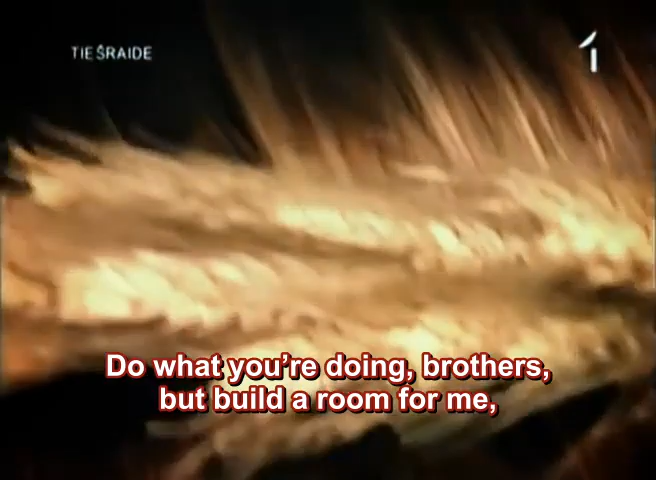 TIEŠRAIDE
1
Do what you're doing, brothers,
but build a room for me,